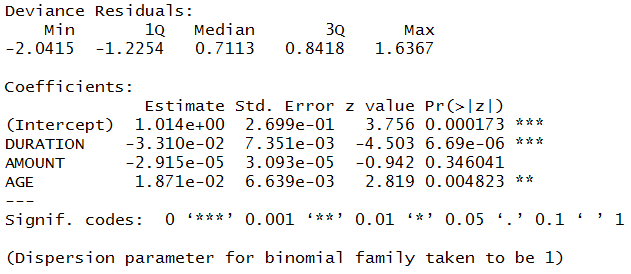 Deviance Residuals:
    Min      1Q  Median      3Q     Max
-2.0415 -1.2254  0.7113  0.8418  1.6367
Coefficients:
              Estimate Std. Error z value Pr(>|z|)
(Intercept)  1.014e+00  2.699e-01   3.756 0.000173 ***
DURATION    -3.310e-02  7.351e-03  -4.503 6.69e-06 ***
AMOUNT      -2.915e-05  3.093e-05  -0.942 0.346041
AGE          1.871e-02  6.639e-03   2.819 0.004823 **
---
Signif. codes:  0 ‘***’ 0.001 ‘**’ 0.01 ‘*’ 0.05 ‘.’ 0.1 ‘ ’ 1
(Dispersion parameter for binomial family taken to be 1)